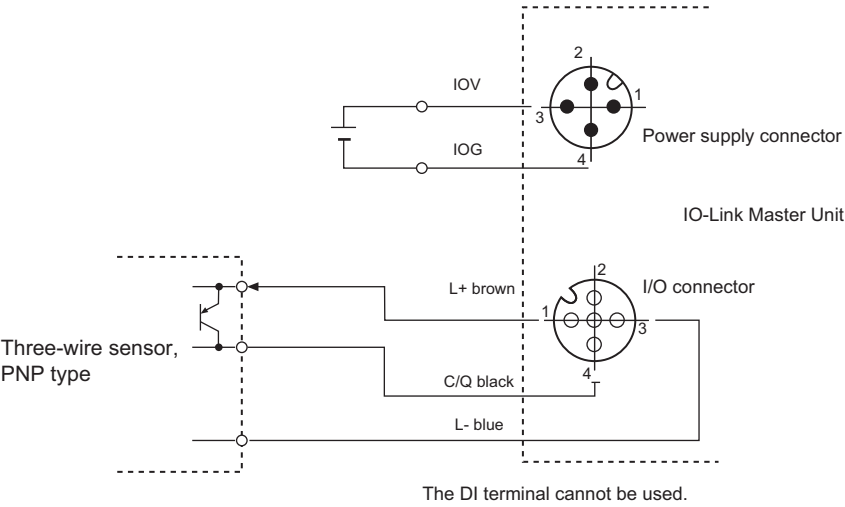 2
IOV
1
3
Power supply connector
IOG
4
IO-Link Master Unit
2
L+ brown
I/O connector
1
3
Three-wire sensor,
PNP type
4
C/Q black
L- blue
The DI terminal cannot be used.